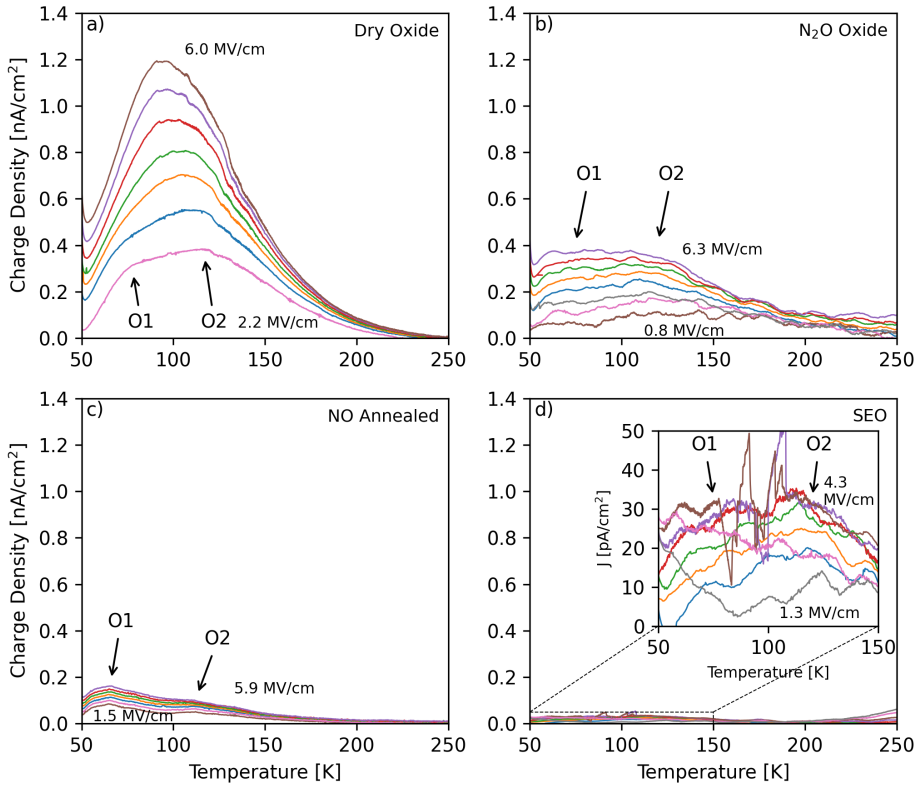 a)
Dry Oxide
6.0 MV/cm
O1
O2
2.2 MV/cm
Charge Density [nA/cm²]
0.0
0.2
0.4
0.6
0.8
1.0
1.2
1.4
50
100
150
200
250
b)
N₂O Oxide
O1
O2
6.3 MV/cm
0.8 MV/cm
0.0
0.2
0.4
0.6
0.8
1.0
1.2
1.4
50
100
150
200
250
c)
NO Annealed
O1
O2
5.9 MV/cm
1.5 MV/cm
Charge Density [nA/cm²]
0.0
0.2
0.4
0.6
0.8
1.0
1.2
1.4
50
100
150
200
250
Temperature [K]
d)
SEO
O1
O2
4.3
MV/cm
1.3 MV/cm
J [pA/cm²]
0
10
20
30
40
50
50
100
150
Temperature [K]
0.0
0.2
0.4
0.6
0.8
1.0
1.2
1.4
50
100
150
200
250
Temperature [K]